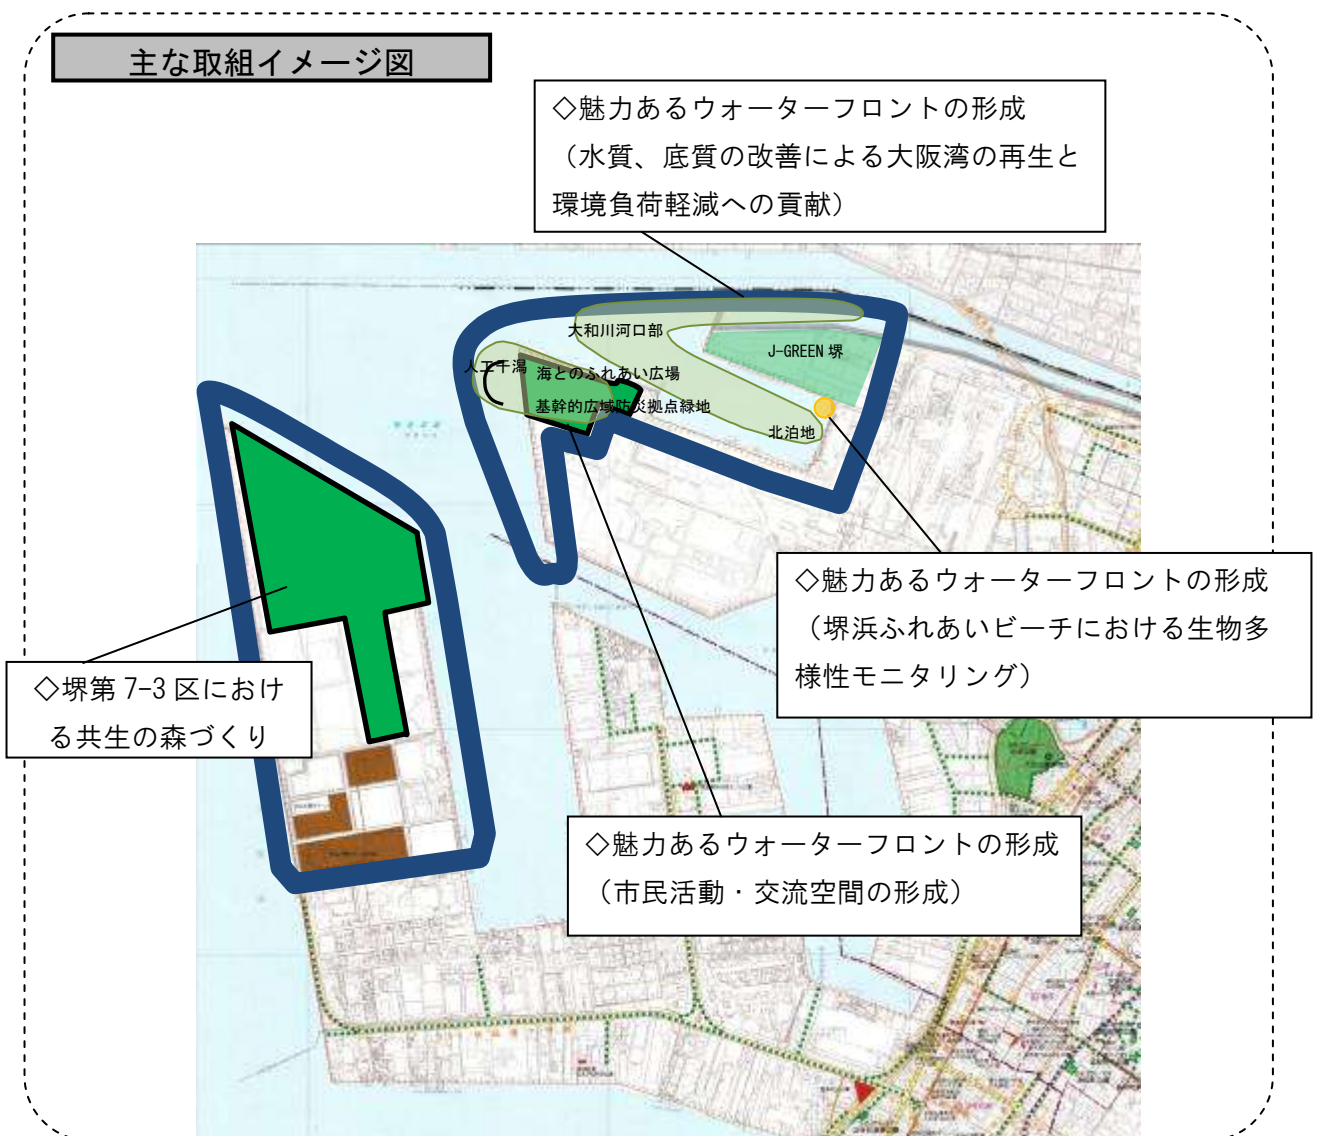 主な取組イメージ図
◇魅力あるウォーターフロントの形成
（水質、底質の改善による大阪湾の再生と
環境負荷軽減への貢献）
大和川河口部
J-GREEN 堺
人工干潟
海とのふれあい広場
基幹的広域防災拠点緑地
北泊地
◇魅力あるウォーターフロントの形成
（堺浜ふれあいビーチにおける生物多
様性モニタリング）
◇堺第 7-3 区におけ
る共生の森づくり
◇魅力あるウォーターフロントの形成
（市民活動・交流空間の形成）